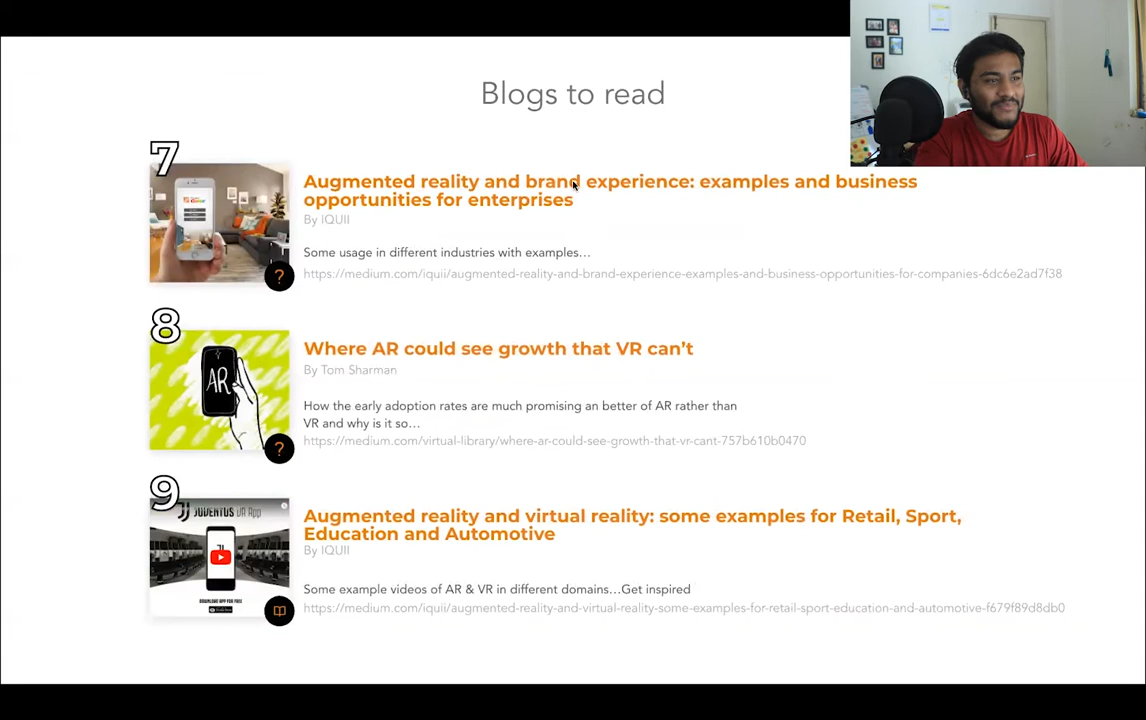 Blogs to read
7
Augmented reality and brand experience: examples and business
opportunities for enterprises
By IQUII
Some usage in different industries with examples...
https://medium.com/iquii/augmented-reality-and-brand-experience-examples-and-business-opportunities-for-companies-6dc6e2ad7f38
?
8
Where AR could see growth that VR can't
By Tom Sharman
AR
How the early adoption rates are much promising an better of AR rather than
VR and why is it so...
https://medium.com/virtual-library/where-ar-could-see-growth-that-vr-cant-757b610b0470
?
9
JUVENTUS VR App
Augmented reality and virtual reality: some examples for Retail, Sport,
Education and Automotive
By IQUII
Some example videos of AR & VR in different domains...Get inspired
DOWNLOAD APP FOR FREE
https://medium.com/iquii/augmented-reality-and-virtual-reality-some-examples-for-retail-sport-education-and-automotive-f679f89d8db0